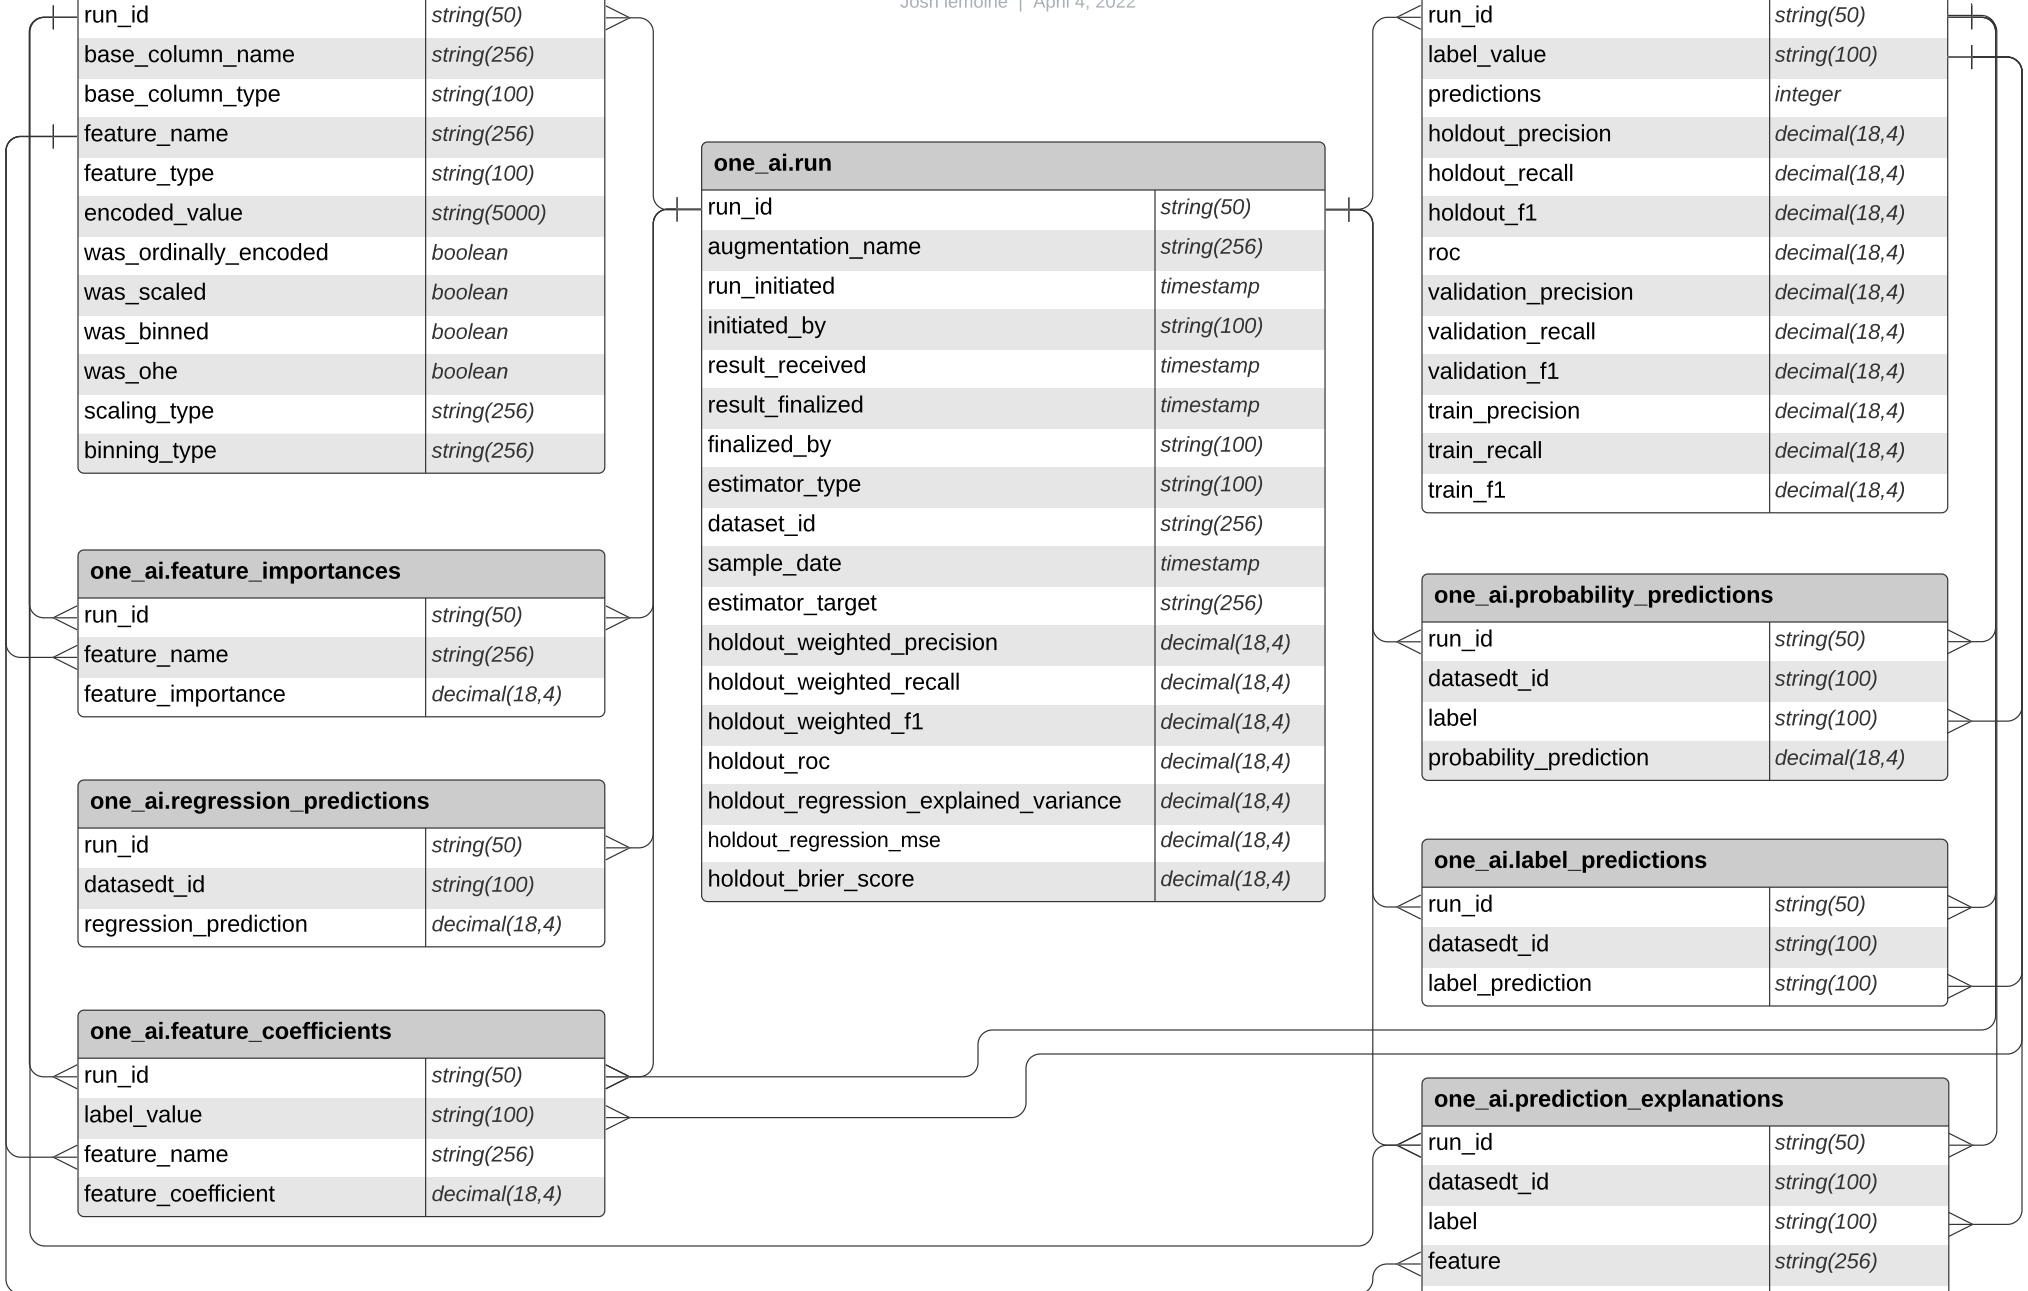 Josh lemoine | April 4, 2022
run_id string(50)
base_column_name string(256)
base_column_type string(100)
feature_name string(256)
feature_type string(100)
encoded_value string(5000)
was_ordinally_encoded boolean
was_scaled boolean
was_binned boolean
was_ohe boolean
scaling_type string(256)
binning_type string(256)
one_ai.feature_importances
run_id string(50)
feature_name string(256)
feature_importance decimal(18,4)
one_ai.regression_predictions
run_id string(50)
datasedt_id string(100)
regression_prediction decimal(18,4)
one_ai.feature_coefficients
run_id string(50)
label_value string(100)
feature_name string(256)
feature_coefficient decimal(18,4)
one_ai.run
run_id string(50)
augmentation_name string(256)
run_initiated timestamp
initiated_by string(100)
result_received timestamp
result_finalized timestamp
finalized_by string(100)
estimator_type string(100)
dataset_id string(256)
sample_date timestamp
estimator_target string(256)
holdout_weighted_precision decimal(18,4)
holdout_weighted_recall decimal(18,4)
holdout_weighted_f1 decimal(18,4)
holdout_roc decimal(18,4)
holdout_regression_explained_variance decimal(18,4)
holdout_regression_mse decimal(18,4)
holdout_brier_score decimal(18,4)
run_id string(50)
label_value string(100)
predictions integer
holdout_precision decimal(18,4)
holdout_recall decimal(18,4)
holdout_f1 decimal(18,4)
roc decimal(18,4)
validation_precision decimal(18,4)
validation_recall decimal(18,4)
validation_f1 decimal(18,4)
train_precision decimal(18,4)
train_recall decimal(18,4)
train_f1 decimal(18,4)
one_ai.probability_predictions
run_id string(50)
datasedt_id string(100)
label string(100)
probability_prediction decimal(18,4)
one_ai.label_predictions
run_id string(50)
datasedt_id string(100)
label_prediction string(100)
one_ai.prediction_explanations
run_id string(50)
datasedt_id string(100)
label string(100)
feature string(256)